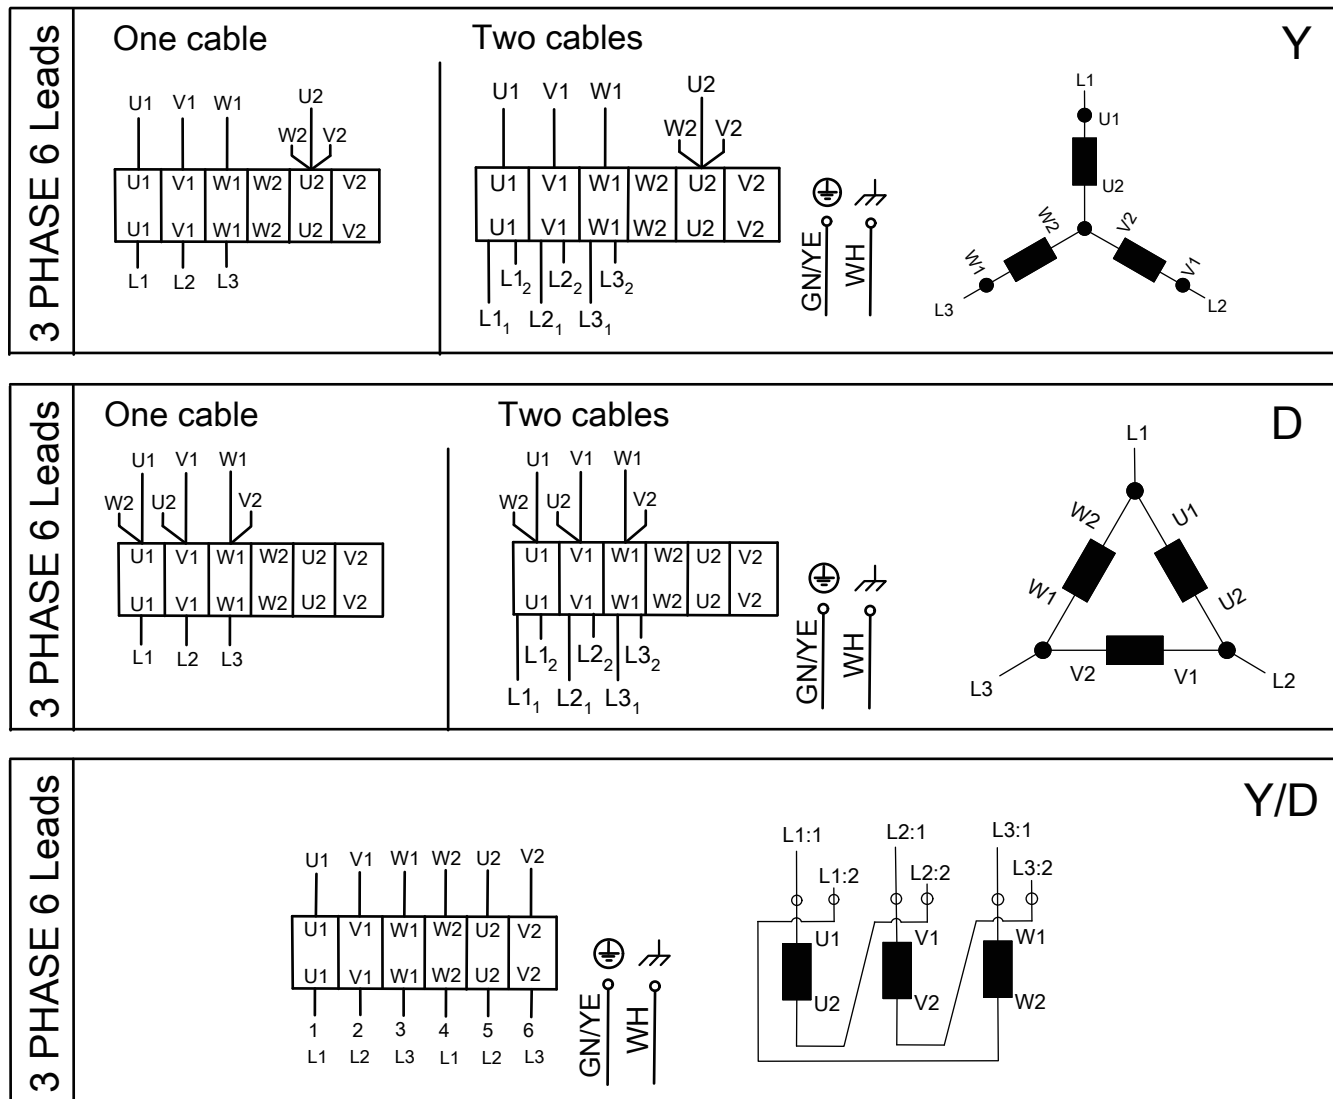 3 PHASE 6 Leads
One cable
Two cables
Y
U1 V1 W1 U2
W2 V2
U1 V1 W1 W2 U2 V2
U1 V1 W1 W2 U2 V2
L1 L2 L3
U1 V1 W1 U2
W2 V2
U1 V1 W1 W2 U2 V2
U1 V1 W1 W2 U2 V2
L1₂ L2₂ L3₂
L1₁ L2₁ L3₁
GN/YE
WH
L1
U1
U2
W2 V2
W1 V1
L3 L2
3 PHASE 6 Leads
One cable
Two cables
D
U1 V1 W1
W2 U2 V2
U1 V1 W1 W2 U2 V2
U1 V1 W1 W2 U2 V2
L1 L2 L3
U1 V1 W1
W2 U2 V2
U1 V1 W1 W2 U2 V2
U1 V1 W1 W2 U2 V2
L1₂ L2₂ L3₂
L1₁ L2₁ L3₁
GN/YE
WH
L1
W2 U1
W1 U2
V2 V1
L3 L2
3 PHASE 6 Leads
Y/D
U1 V1 W1 W2 U2 V2
U1 V1 W1 W2 U2 V2
U1 V1 W1 W2 U2 V2
1 2 3 4 5 6
L1 L2 L3 L1 L2 L3
GN/YE
WH
L1:1 L2:1 L3:1
L1:2 L2:2 L3:2
U1 V1 W1
U2 V2 W2